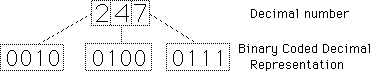 247 Decimal number
0010 0100 0111 Binary Coded Decimal
Representation